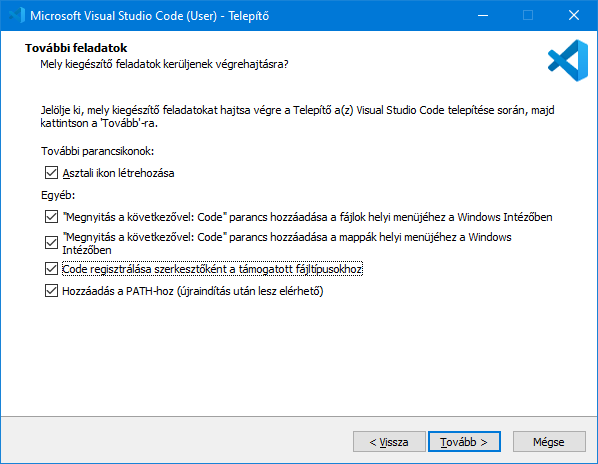 Microsoft Visual Studio Code (User) - Telepítő
További feladatok
Mely kiegészítő feladatok kerüljenek végrehajtásra?
Jelölje ki, mely kiegészítő feladatokat hajtsa végre a Telepítő a(z) Visual Studio Code telepítése során, majd
kattintson a 'Tovább'-ra.
További parancsikonok:
Asztali ikon létrehozása
Egyéb:
"Megnyitás a következővel: Code" parancs hozzáadása a fájlok helyi menüjéhez a Windows Intézőben
"Megnyitás a következővel: Code" parancs hozzáadása a mappák helyi menüjéhez a Windows
Intézőben
Code regisztrálása szerkesztőként a támogatott fájltípusokhoz
Hozzáadás a PATH-hoz (újraindítás után lesz elérhető)
< Vissza
Tovább >
Mégse